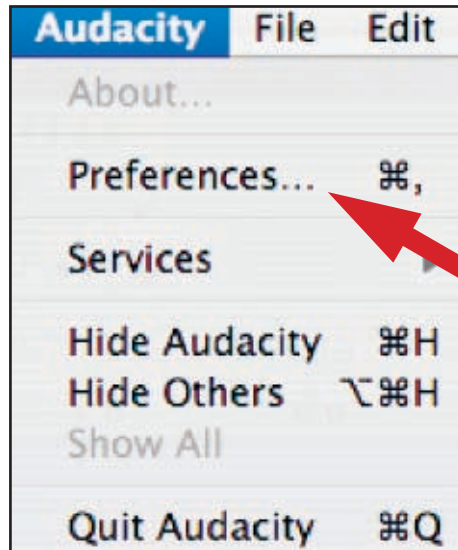 Audacity File Edit
About...
Preferences... ⌘,
Services
Hide Audacity ⌘H
Hide Others ⌥⌘H
Show All
Quit Audacity ⌘Q